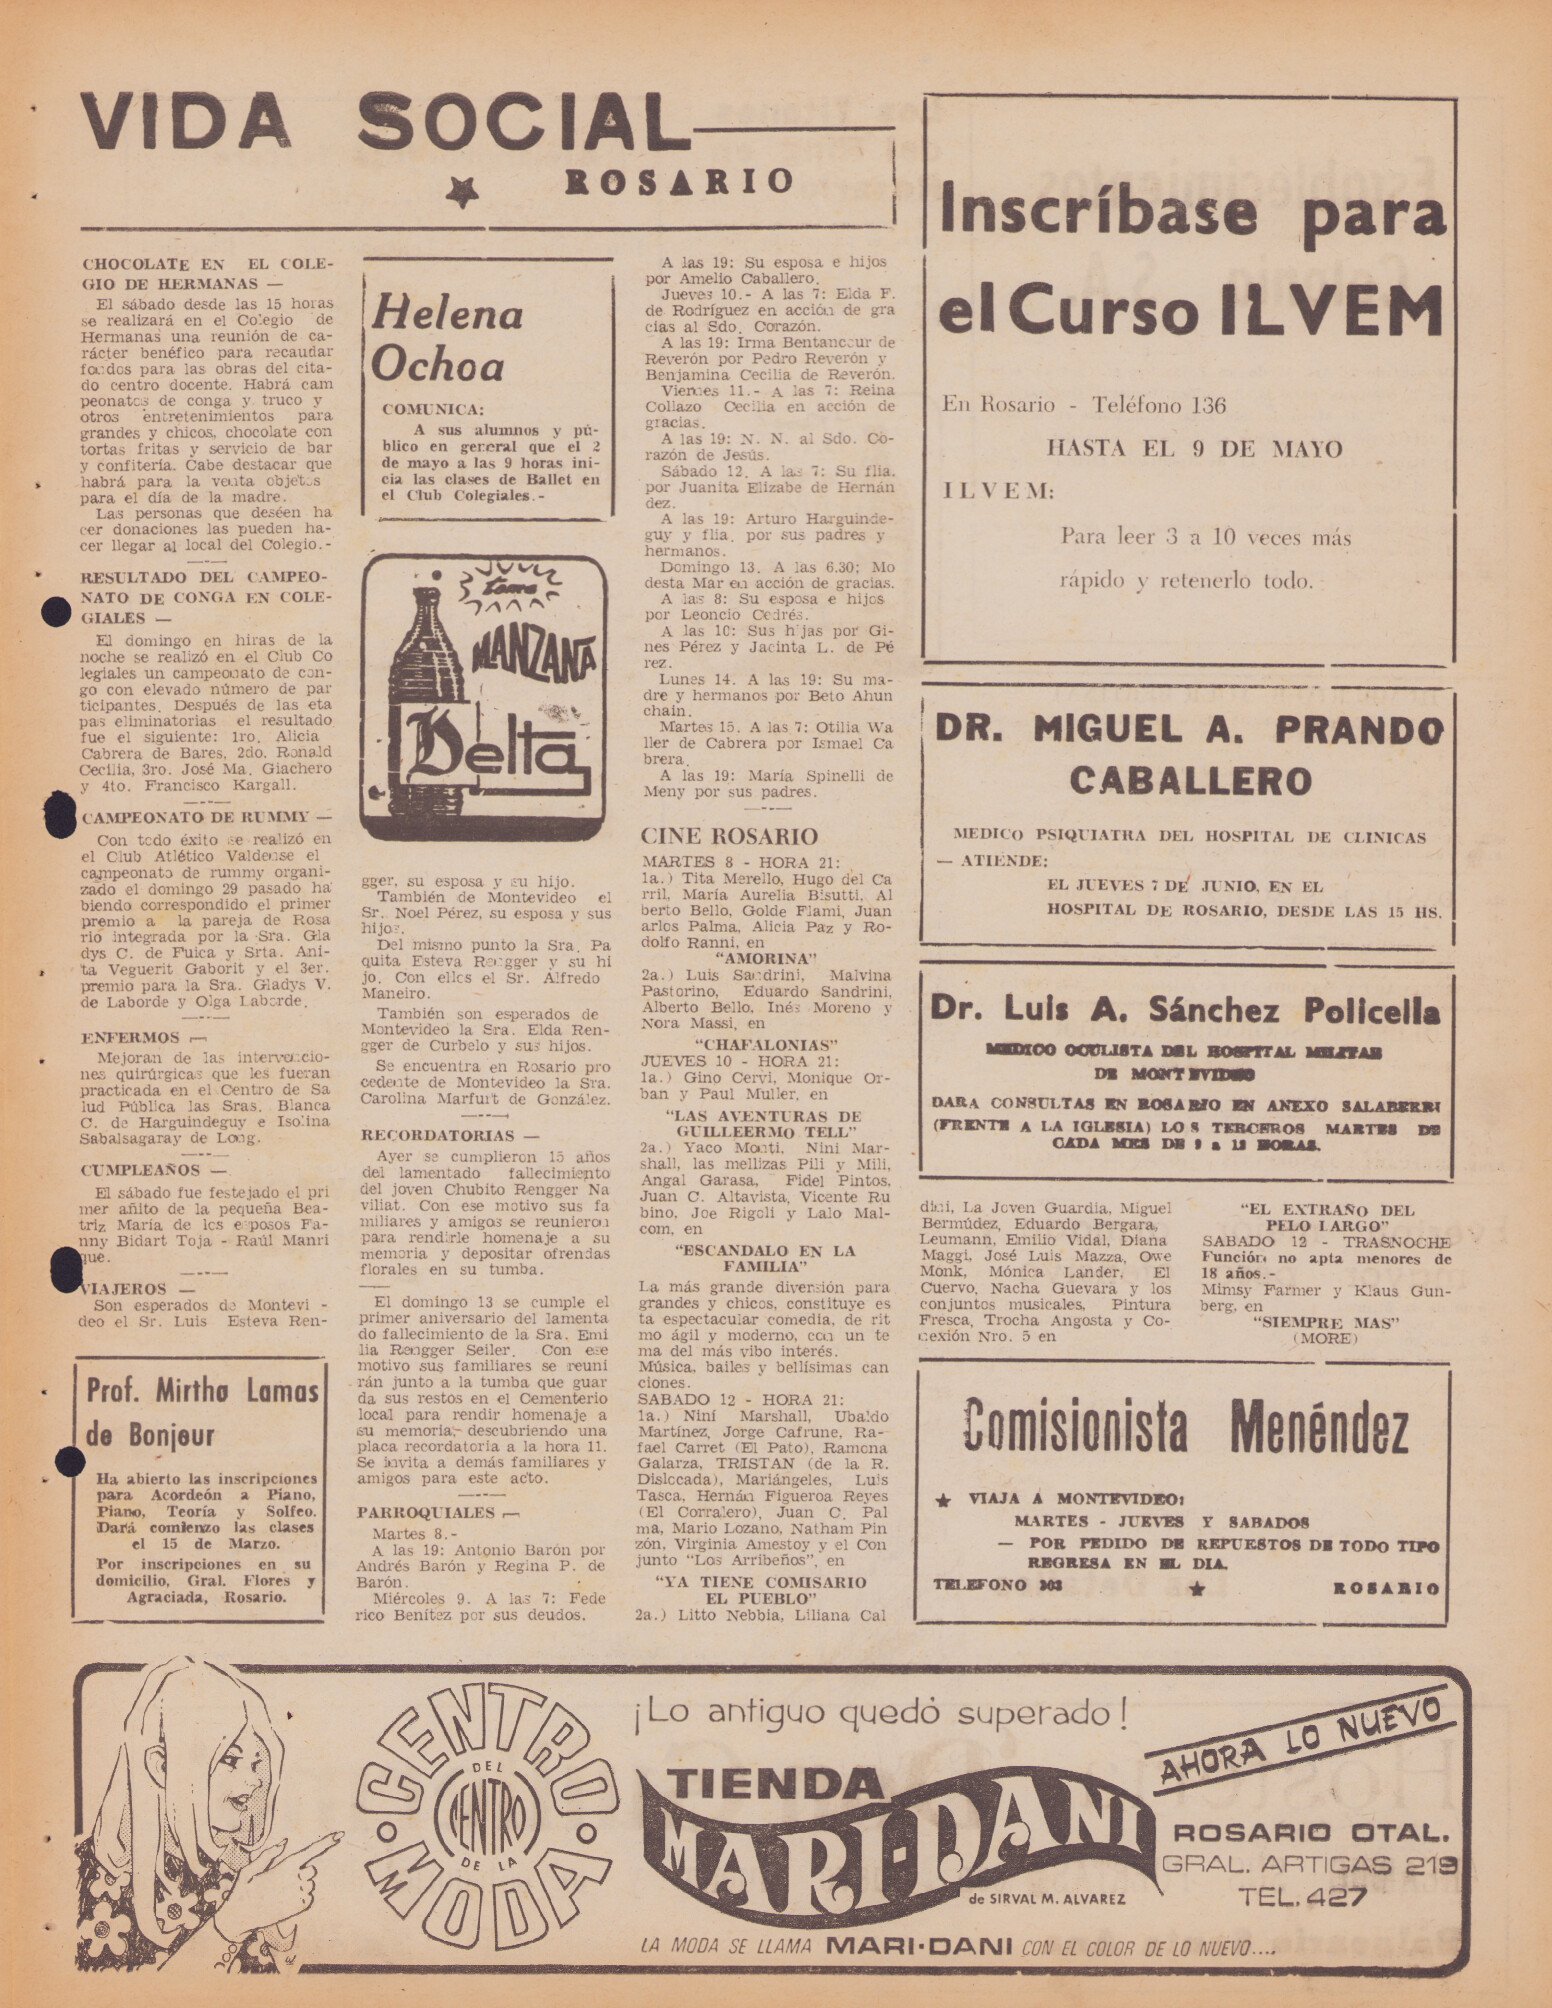 VIDA SOCIAL
ROSARIO
CHOCOLATE EN EL COLE-
GIO DE HERMANAS —
El sábado desde las 15 horas
se realizará en el Colegio de
Hermanas una reunión de ca-
rácter benéfico para recaudar
fondos para las obras del cita-
do centro docente. Habrá cam
peonatos de conga y truco y
otros entretenimientos para
grandes y chicos, chocolate con
tortas fritas y servicio de bar
y confitería. Cabe destacar que
habrá para la venta objetos
para el día de la madre.
Las personas que deséen ha
cer donaciones las pueden ha-
cer llegar al local del Colegio.-
RESULTADO DEL CAMPEO-
NATO DE CONGA EN COLE-
GIALES —
El domingo en hiras de la
noche se realizó en el Club Co
legiales un campeonato de con-
go con elevado número de par
ticipantes. Después de las eta
pas eliminatorias el resultado
fue el siguiente: 1ro. Alicia
Cabrera de Bares, 2do. Ronald
Cecilia, 3ro. José Ma. Giachero
y 4to. Francisco Kargall.
CAMPEONATO DE RUMMY —
Con todo éxito se realizó en
el Club Atlético Valdense el
campeonato de rummy organi-
zado el domingo 29 pasado ha
biendo correspondido el primer
premio a la pareja de Rosa
rio integrada por la Sra. Gla
dys C. de Fuica y Srta. Ani-
ta Veguerit Gaborit y el 3er.
premio para la Sra. Gladys V.
de Laborde y Olga Laborde.
ENFERMOS —
Mejoran de las intervencio-
nes quirúrgicas que les fueran
practicada en el Centro de Sa
lud Pública las Sras. Blanca
C. de Harguindeguy e Isolina
Sabalsagaray de Long.
CUMPLEAÑOS —
El sábado fue festejado el pri
mer añito de la pequeña Bea-
triz María de los esposos Fa-
nny Bidart Toja - Raúl Manri
que.
VIAJEROS —
Son esperados de Montevi -
deo el Sr. Luis Esteva Ren-
Prof. Mirtha Lamas
de Bonjour
Ha abierto las inscripciones
para Acordeón a Piano,
Piano, Teoría y Solfeo.
Dará comienzo las clases
el 15 de Marzo.
Por inscripciones en su
domicilio, Gral. Flores y
Agraciada, Rosario.
Helena
Ochoa
COMUNICA:
A sus alumnos y pú-
blico en general que el 2
de mayo a las 9 horas ini-
cia las clases de Ballet en
el Club Colegiales.-
tome
MANZANA
Delta
gger, su esposa y su hijo.
También de Montevideo el
Sr. Noel Pérez, su esposa y sus
hijos.
Del mismo punto la Sra. Pa
quita Esteva Rengger y su hi
jo. Con ellos el Sr. Alfredo
Maneiro.
También son esperados de
Montevideo la Sra. Elda Ren-
gger de Curbelo y sus hijos.
Se encuentra en Rosario pro
cedente de Montevideo la Sra.
Carolina Marfurt de González.
RECORDATORIAS —
Ayer se cumplieron 15 años
del lamentado fallecimiento
del joven Chubito Rengger Na
viliat. Con ese motivo sus fa
miliares y amigos se reunieron
para rendirle homenaje a su
memoria y depositar ofrendas
florales en su tumba.
El domingo 13 se cumple el
primer aniversario del lamenta
do fallecimiento de la Sra. Emi
lia Rengger Seiler. Con ese
motivo sus familiares se reuni
rán junto a la tumba que guar
da sus restos en el Cementerio
local para rendir homenaje a
su memoria, descubriendo una
placa recordatoria a la hora 11.
Se invita a demás familiares y
amigos para este acto.
PARROQUIALES —
Martes 8.-
A las 19: Antonio Barón por
Andrés Barón y Regina P. de
Barón.
Miércoles 9. A las 7: Fede
rico Benítez por sus deudos.
A las 19: Su esposa e hijos
por Amelio Caballero.
Jueves 10.- A las 7: Elda F.
de Rodríguez en acción de gra
cias al Sdo. Corazón.
A las 19: Irma Bentancour de
Reverón por Pedro Reverón y
Benjamina Cecilia de Reverón.
Viernes 11.- A las 7: Reina
Collazo Cecilia en acción de
gracias.
A las 19: N. N. al Sdo. Co-
razón de Jesús.
Sábado 12. A las 7: Su flia.
por Juanita Elizabe de Hernán
dez.
A las 19: Arturo Harguinde-
guy y flia. por sus padres y
hermanos.
Domingo 13. A las 6.30; Mo
desta Mar en acción de gracias.
A las 8: Su esposa e hijos
por Leoncio Cedrés.
A las 10: Sus hijas por Gi-
nes Pérez y Jacinta L. de Pé
rez.
Lunes 14. A las 19: Su ma-
dre y hermanos por Beto Ahun
chain.
Martes 15. A las 7: Otilia Wa
ller de Cabrera por Ismael Ca
brera.
A las 19: María Spinelli de
Meny por sus padres.
CINE ROSARIO
MARTES 8 - HORA 21:
1a.) Tita Merello, Hugo del Ca
rril, María Aurelia Bisutti, Al
berto Bello, Golde Flami, Juan
arlos Palma, Alicia Paz y Ro-
dolfo Ranni, en
"AMORINA"
2a.) Luis Sandrini, Malvina
Pastorino, Eduardo Sandrini,
Alberto Bello, Inés Moreno y
Nora Massi, en
"CHAFALONIAS"
JUEVES 10 - HORA 21:
1a.) Gino Cervi, Monique Or-
ban y Paul Muller, en
"LAS AVENTURAS DE
GUILLEERMO TELL"
2a.) Yaco Monti, Nini Mar-
shall, las mellizas Pili y Mili,
Angal Garasa, Fidel Pintos,
Juan C. Altavista, Vicente Ru
bino, Joe Rigoli y Lalo Mal-
com, en
"ESCANDALO EN LA
FAMILIA"
La más grande diversión para
grandes y chicos, constituye es
ta espectacular comedia, de rit
mo ágil y moderno, con un te
ma del más vibo interés.
Música, bailes y bellísimas can
ciones.
SABADO 12 - HORA 21:
1a.) Niní Marshall, Ubaldo
Martínez, Jorge Cafrune, Ra-
fael Carret (El Pato), Ramona
Galarza, TRISTAN (de la R.
Dislocada), Mariángeles, Luis
Tasca, Hernán Figueroa Reyes
(El Corralero), Juan C. Pal
ma, Mario Lozano, Natham Pin
zón, Virginia Amestoy y el Con
junto "Los Arribeños", en
"YA TIENE COMISARIO
EL PUEBLO"
2a.) Litto Nebbia, Liliana Cal
Inscríbase para
el Curso ILVEM
En Rosario - Teléfono 136
HASTA EL 9 DE MAYO
ILVEM:
Para leer 3 a 10 veces más
rápido y retenerlo todo.
DR. MIGUEL A. PRANDO
CABALLERO
MEDICO PSIQUIATRA DEL HOSPITAL DE CLINICAS
— ATIENDE:
EL JUEVES 7 DE JUNIO, EN EL
HOSPITAL DE ROSARIO, DESDE LAS 15 HS.
Dr. Luis A. Sánchez Policella
MEDICO OCULISTA DEL HOSPITAL MILITAR
DE MONTEVIDEO
DARA CONSULTAS EN ROSARIO EN ANEXO SALABERRI
(FRENTE A LA IGLESIA) LOS TERCEROS MARTES DE
CADA MES DE 9 a 12 HORAS.
dini, La Joven Guardia, Miguel
Bermúdez, Eduardo Bergara,
Leumann, Emilio Vidal, Diana
Maggi, José Luis Mazza, Owe
Monk, Mónica Lander, El
Cuervo, Nacha Guevara y los
conjuntos musicales, Pintura
Fresca, Trocha Angosta y Co-
nexión Nro. 5 en
"EL EXTRAÑO DEL
PELO LARGO"
SABADO 12 - TRASNOCHE
Función no apta menores de
18 años.-
Mimsy Farmer y Klaus Gun-
berg, en
"SIEMPRE MAS"
(MORE)
Comisionista Menéndez
VIAJA A MONTEVIDEO:
MARTES - JUEVES Y SABADOS
— POR PEDIDO DE REPUESTOS DE TODO TIPO
REGRESA EN EL DIA.
TELEFONO 303 ROSARIO
CENTRO
DEL
CENTRO
DE LA
MODA
¡Lo antiguo quedó superado!
AHORA LO NUEVO
TIENDA
MARI-DANI
de SIRVAL M. ALVAREZ
ROSARIO OTAL.
GRAL. ARTIGAS 219
TEL. 427
LA MODA SE LLAMA MARI-DANI CON EL COLOR DE LO NUEVO....